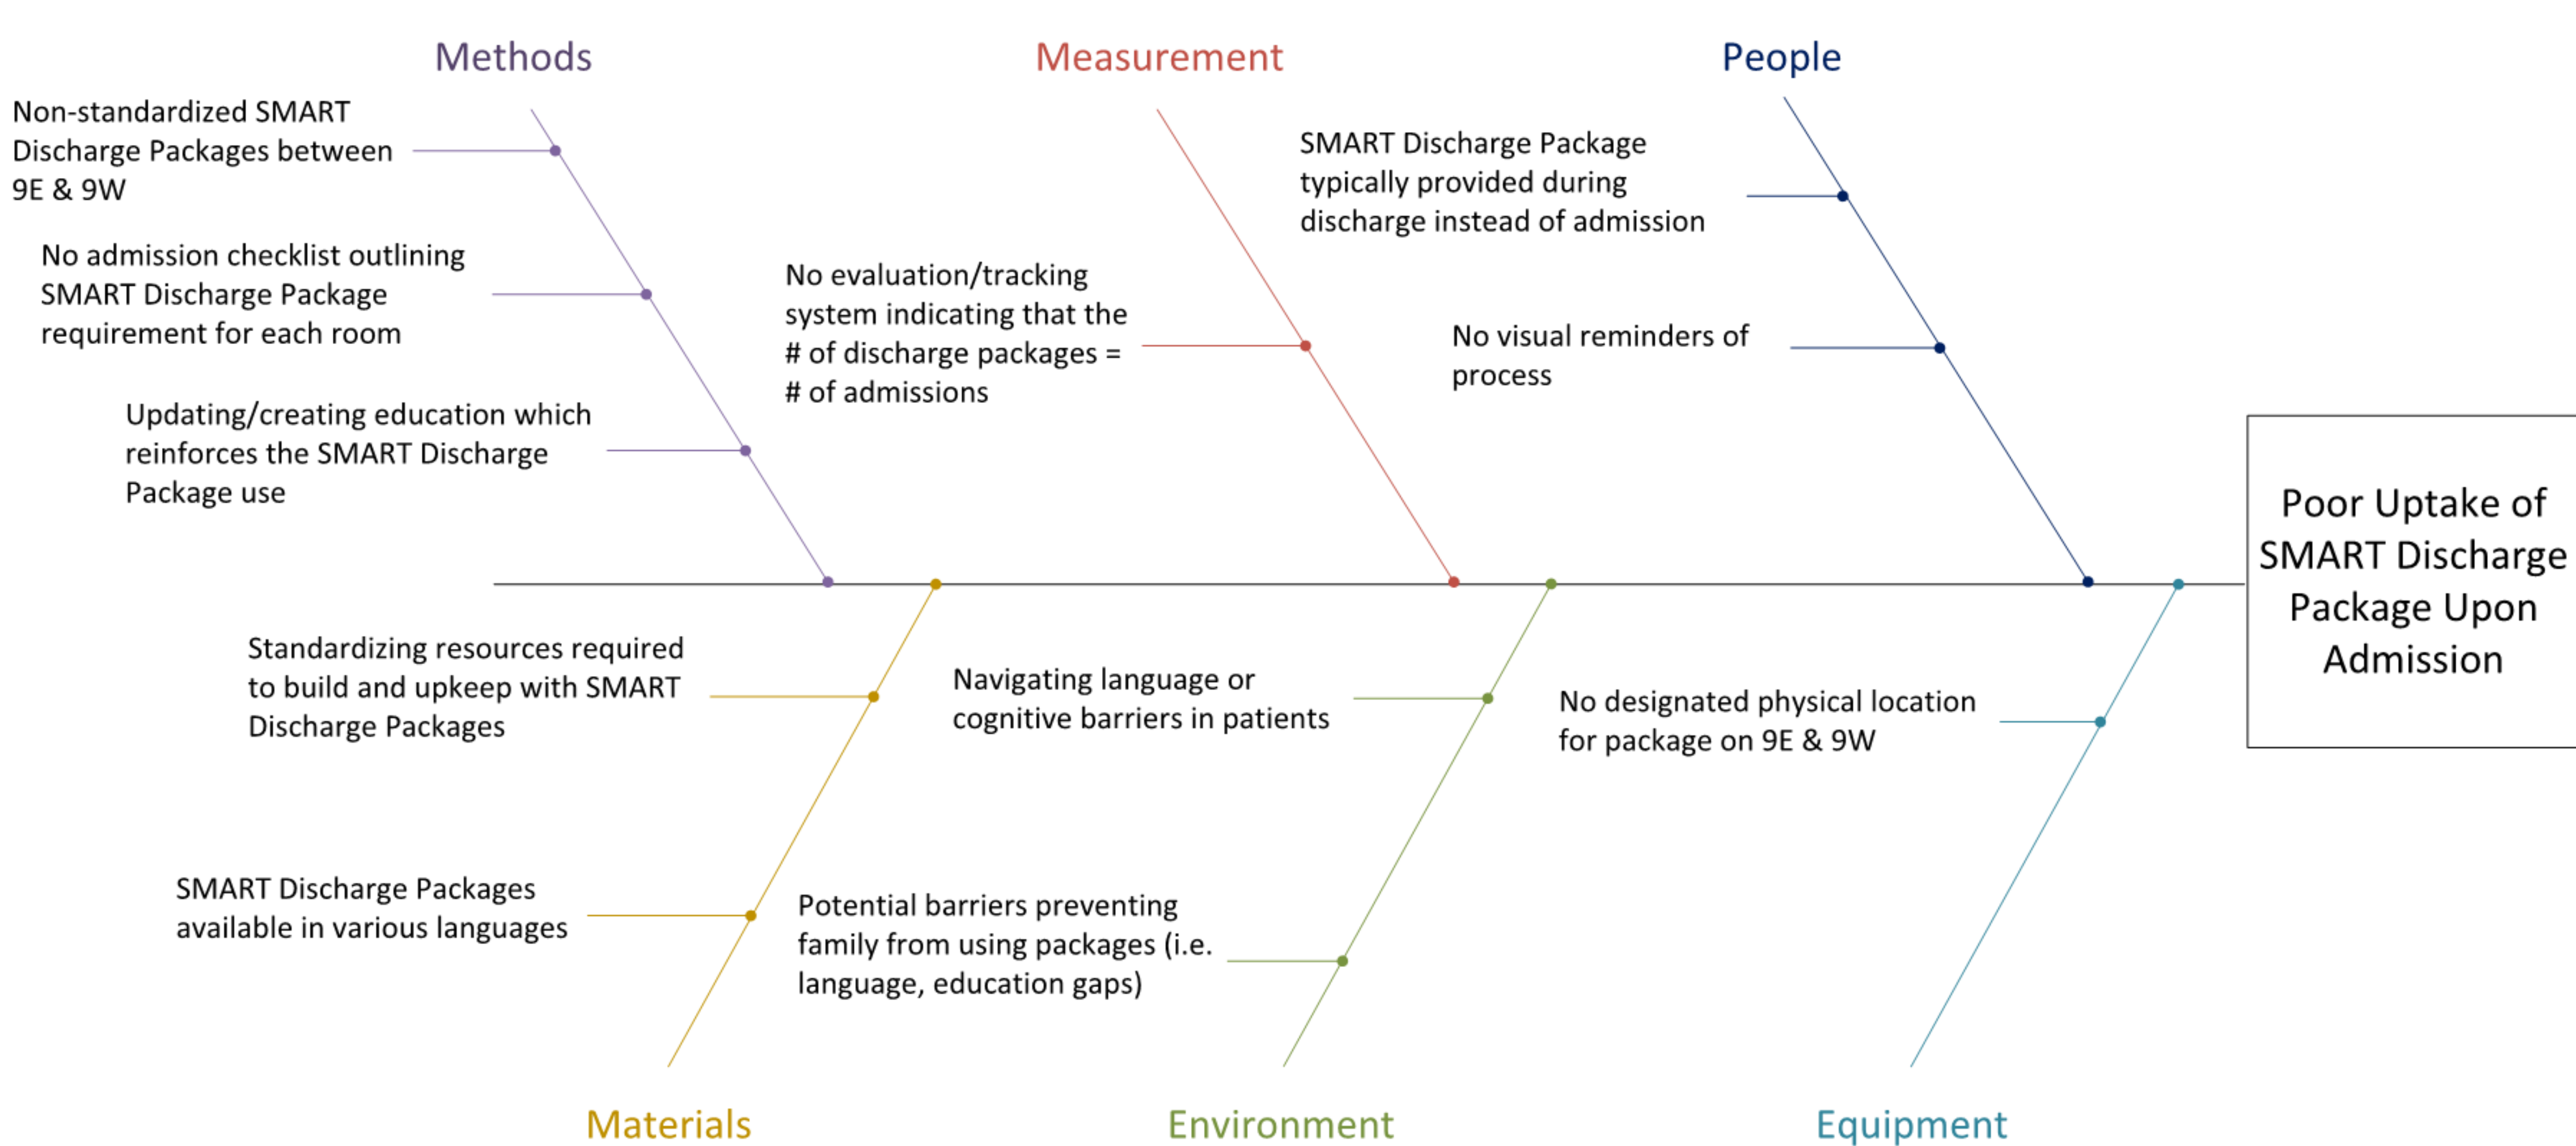 Methods
Non-standardized SMART
Discharge Packages between
9E & 9W
No admission checklist outlining
SMART Discharge Package
requirement for each room
Updating/creating education which
reinforces the SMART Discharge
Package use
Measurement
No evaluation/tracking
system indicating that the
# of discharge packages =
# of admissions
People
SMART Discharge Package
typically provided during
discharge instead of admission
No visual reminders of
process
Poor Uptake of
SMART Discharge
Package Upon
Admission
Standardizing resources required
to build and upkeep with SMART
Discharge Packages
SMART Discharge Packages
available in various languages
Materials
Navigating language or
cognitive barriers in patients
Potential barriers preventing
family from using packages (i.e.
language, education gaps)
Environment
No designated physical location
for package on 9E & 9W
Equipment